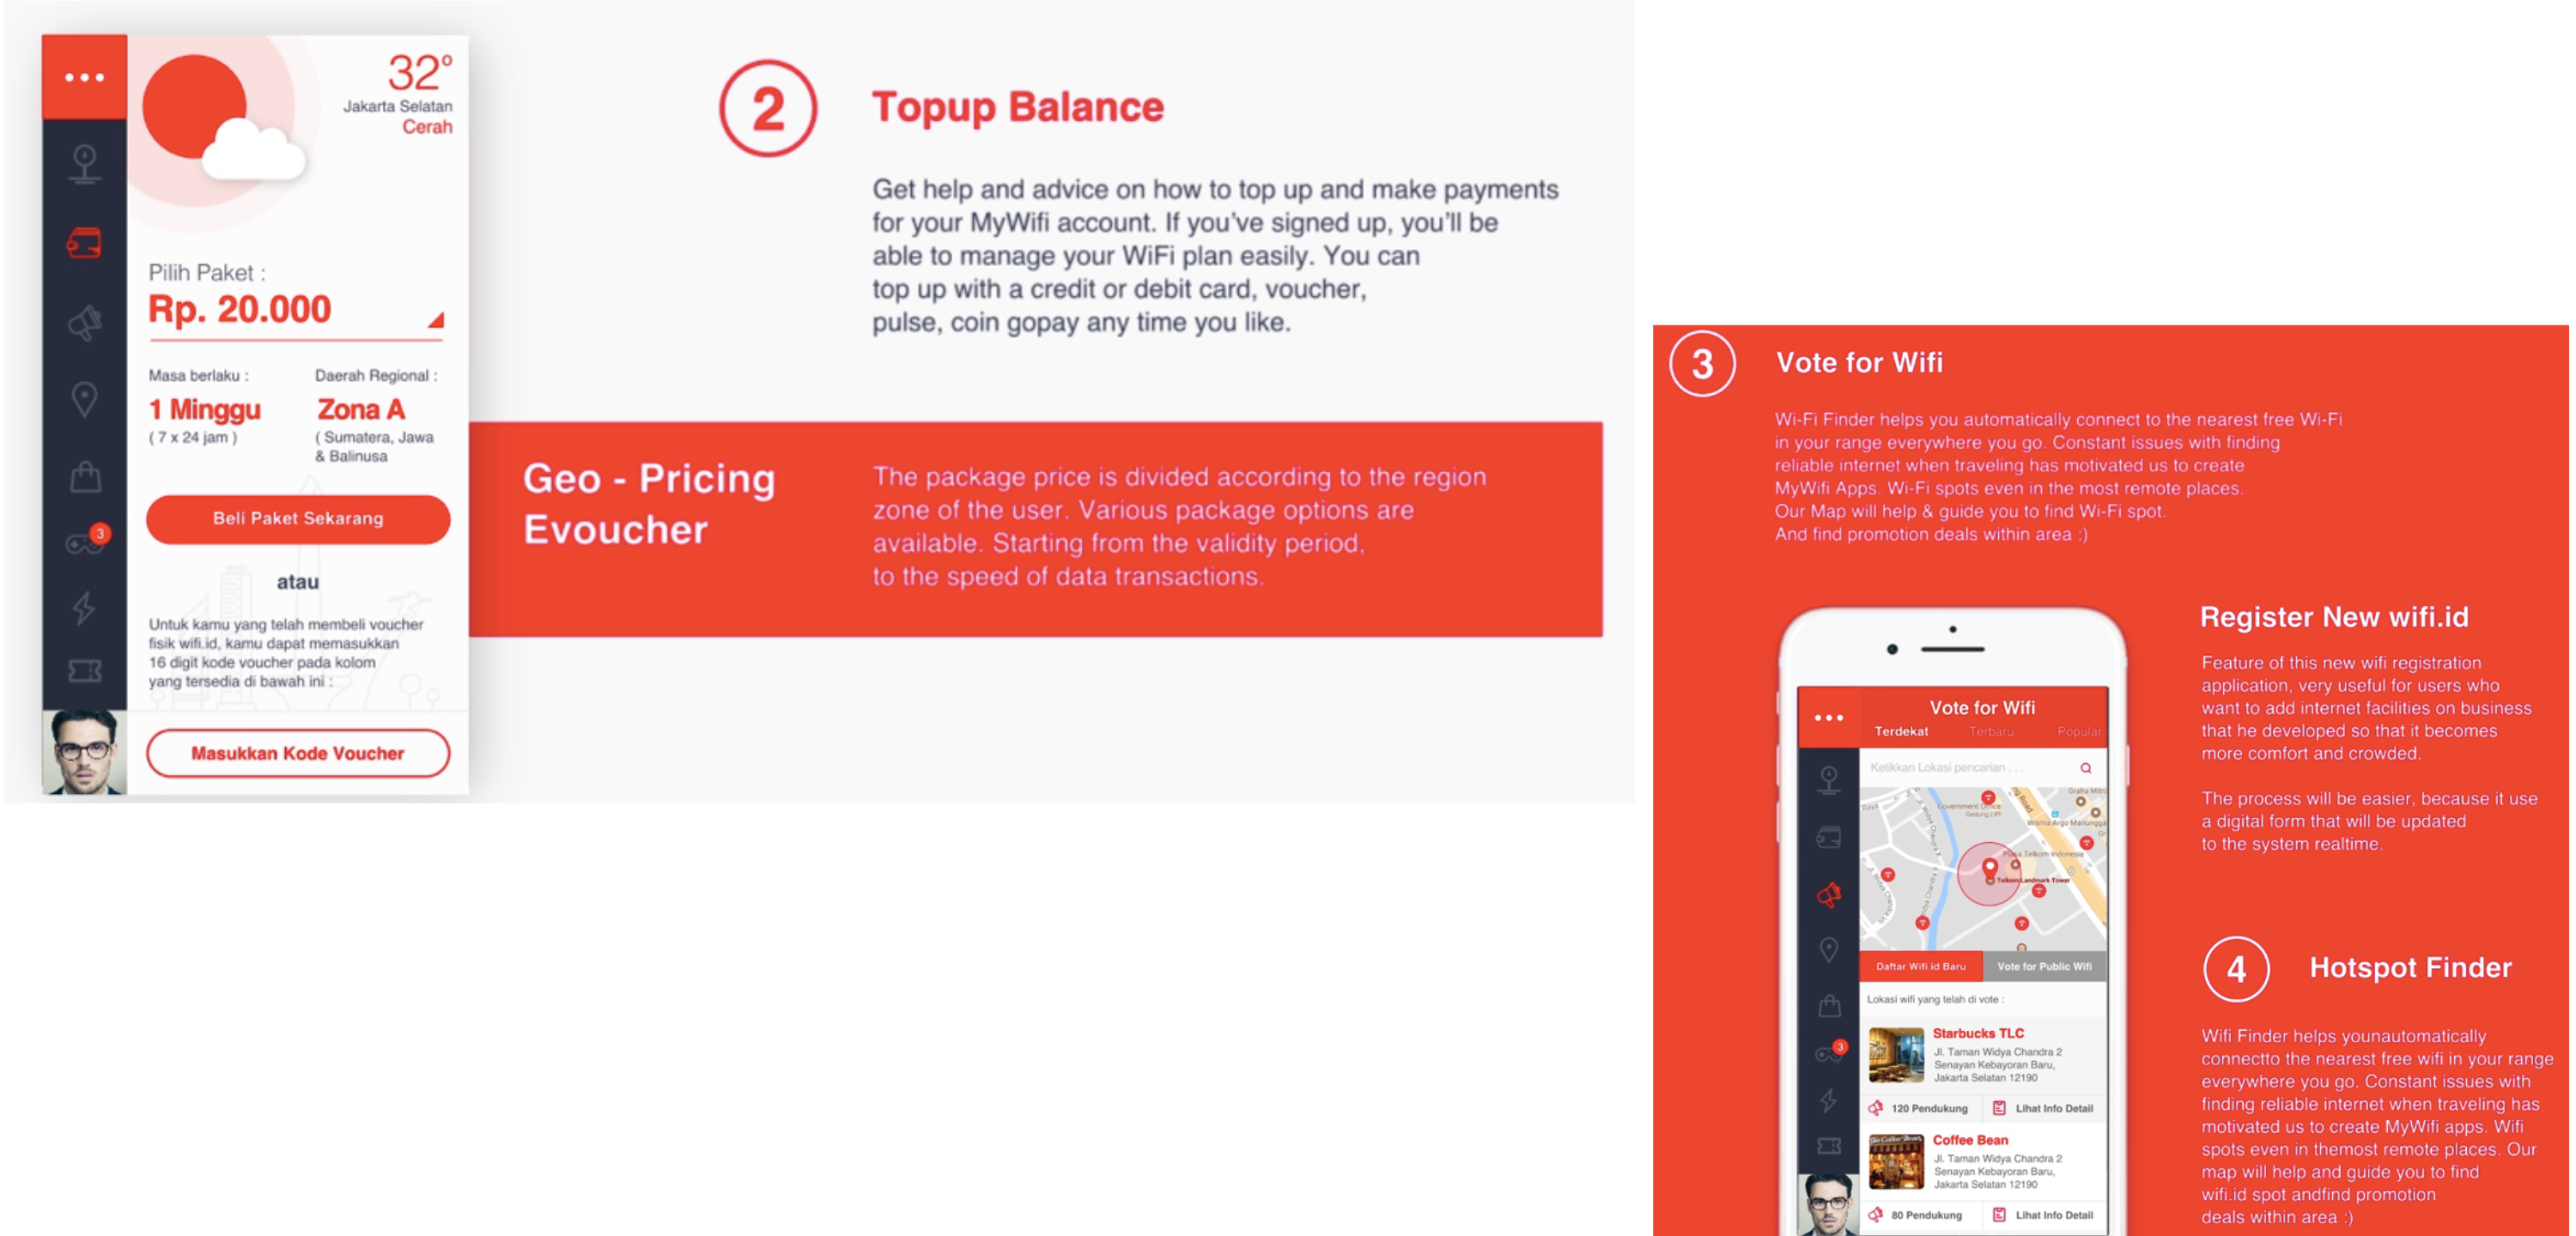 32°
Jakarta Selatan
Cerah
Pilih Paket :
Rp. 20.000
Masa berlaku :
1 Minggu
( 7 x 24 jam )
Daerah Regional :
Zona A
( Sumatera, Jawa
& Balinusa
Beli Paket Sekarang
3
atau
Untuk kamu yang telah membeli voucher
fisik wifi.id, kamu dapat memasukkan
16 digit kode voucher pada kolom
yang tersedia di bawah ini :
Masukkan Kode Voucher
2
Topup Balance
Get help and advice on how to top up and make payments
for your MyWifi account. If you've signed up, you'll be
able to manage your WiFi plan easily. You can
top up with a credit or debit card, voucher,
pulse, coin gopay any time you like.
Geo - Pricing
Evoucher
The package price is divided according to the region
zone of the user. Various package options are
available. Starting from the validity period,
to the speed of data transactions.
3
Vote for Wifi
Wi-Fi Finder helps you automatically connect to the nearest free Wi-Fi
in your range everywhere you go. Constant issues with finding
reliable internet when traveling has motivated us to create
MyWifi Apps. Wi-Fi spots even in the most remote places.
Our Map will help & guide you to find Wi-Fi spot.
And find promotion deals within area :)
Vote for Wifi
Terdekat Terbaru Popular
Ketikkan Lokasi pencarian . . .
Graha Mitra
Government Office
Gedung LIPI
Wisma Argo Manungga
Plasa Telkom Indonesia
Telkom Landmark Tower
Jl. Widya Chandra
Daftar Wifi.id Baru
Vote for Public Wifi
Lokasi wifi yang telah di vote :
Starbucks TLC
Jl. Taman Widya Chandra 2
Senayan Kebayoran Baru,
Jakarta Selatan 12190
120 Pendukung
Lihat Info Detail
3
Coffee Bean
Jl. Taman Widya Chandra 2
Senayan Kebayoran Baru,
Jakarta Selatan 12190
80 Pendukung
Lihat Info Detail
Register New wifi.id
Feature of this new wifi registration
application, very useful for users who
want to add internet facilities on business
that he developed so that it becomes
more comfort and crowded.
The process will be easier, because it use
a digital form that will be updated
to the system realtime.
4
Hotspot Finder
Wifi Finder helps younautomatically
connectto the nearest free wifi in your range
everywhere you go. Constant issues with
finding reliable internet when traveling has
motivated us to create MyWifi apps. Wifi
spots even in themost remote places. Our
map will help and guide you to find
wifi.id spot andfind promotion
deals within area :)